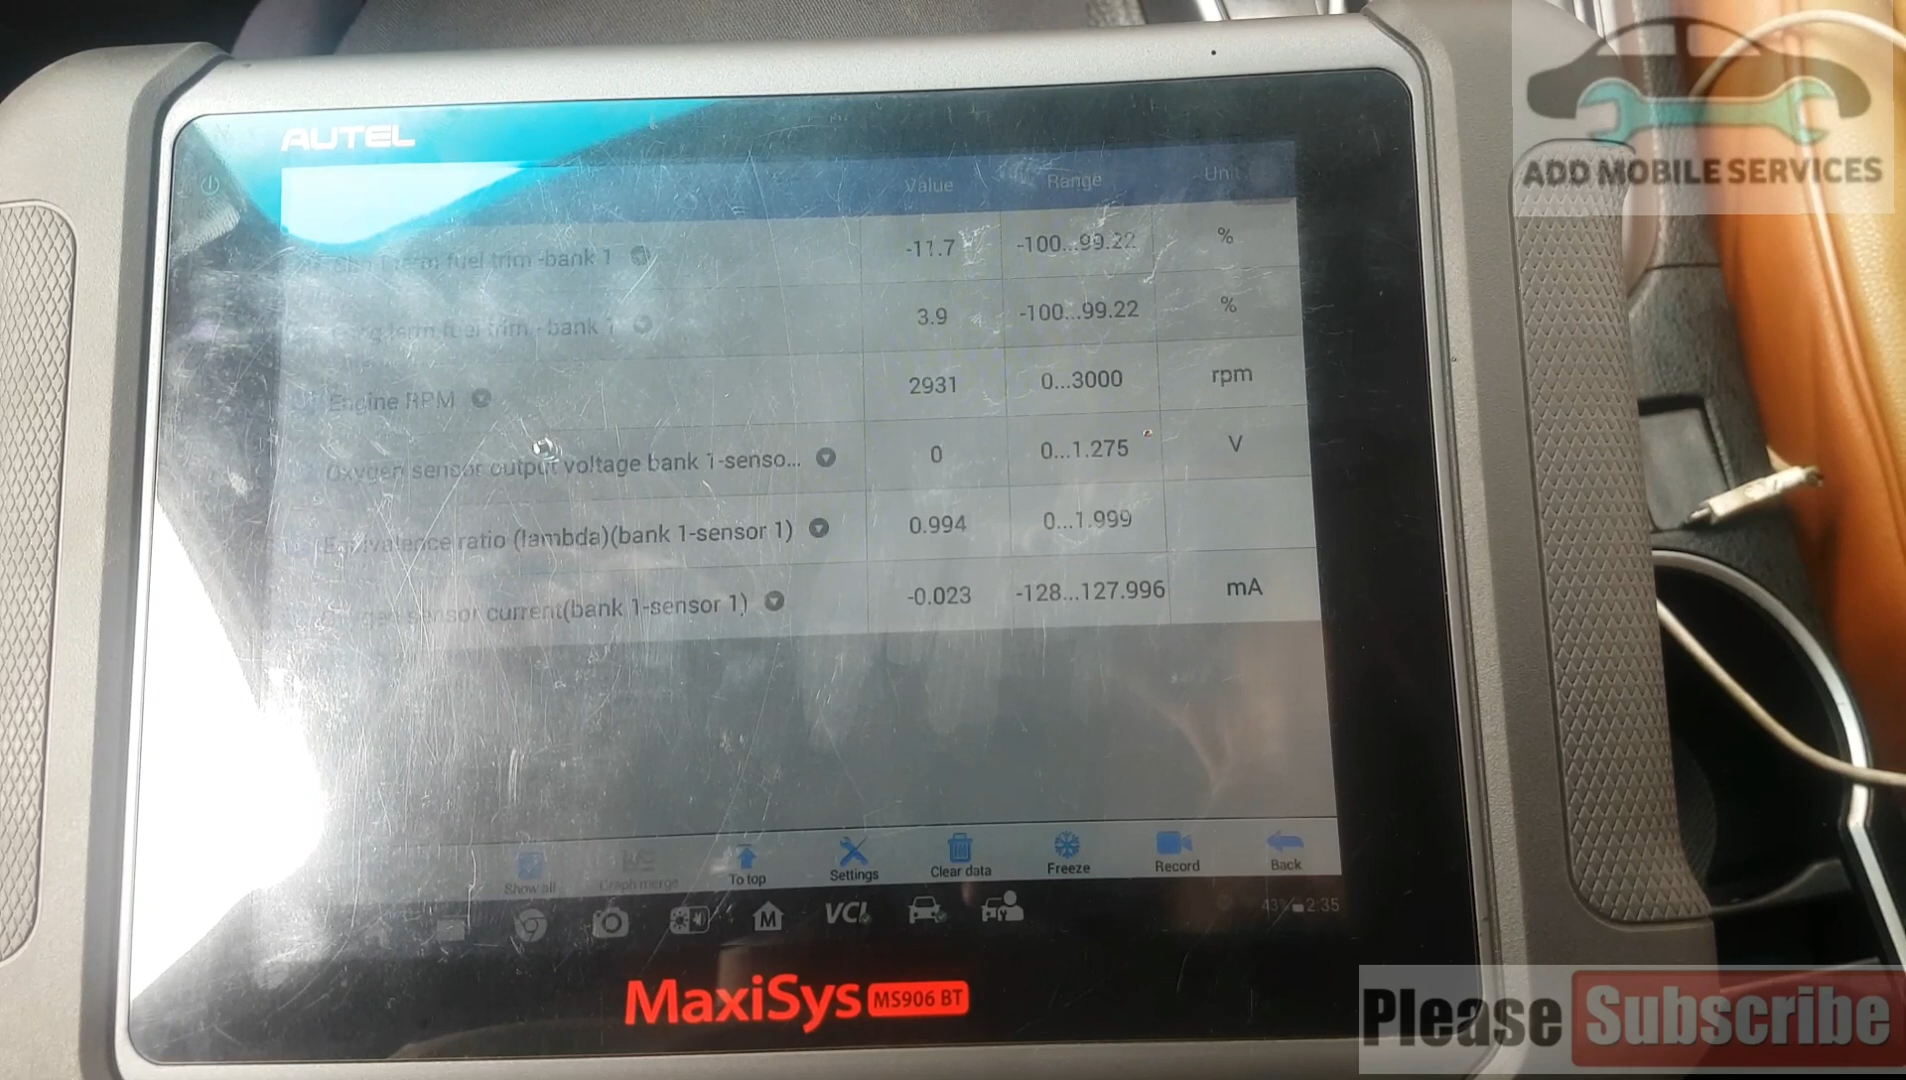 AUTEL
ADD MOBILE SERVICES
Value Range Unit
term fuel trim -bank 1 -11.7 -100...99.22 %
term fuel trim - bank 1 3.9 -100...99.22 %
Engine RPM 2931 0...3000 rpm
Oxygen sensor output voltage bank 1-senso... 0 0...1.275 V
Equivalence ratio (lambda)(bank 1-sensor 1) 0.994 0...1.999
sensor current(bank 1-sensor 1) -0.023 -128...127.996 mA
Show all Graph merge To top Settings Clear data Freeze Record Back
M VCI 43% 2:35
MaxiSys MS906 BT
Please Subscribe